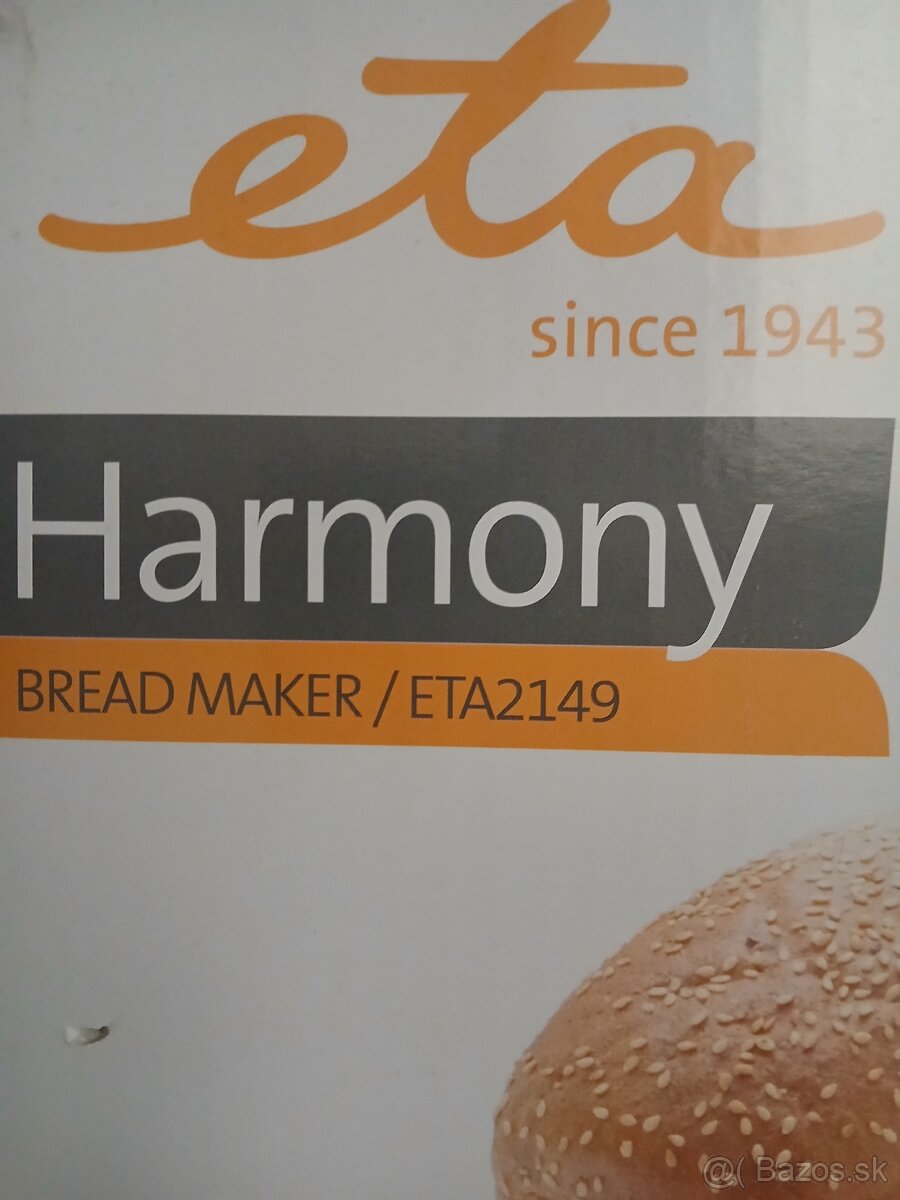 eta
since 1943
Harmony
BREAD MAKER / ETA2149
@( Bazos.sk